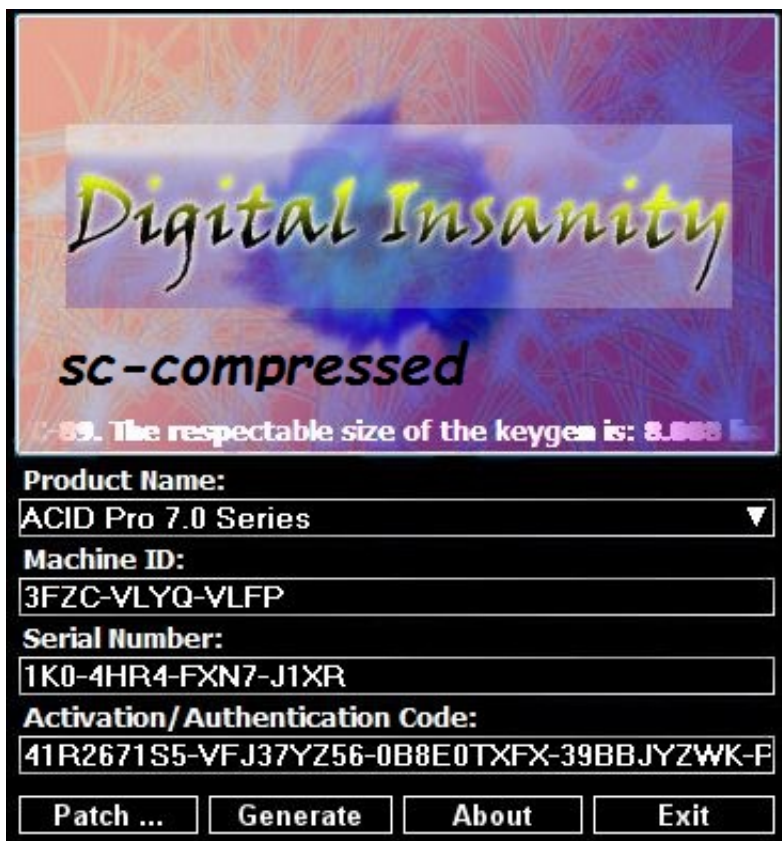 Digital Insanity
sc-compressed
-89. The respectable size of the keygen is:
Product Name:
ACID Pro 7.0 Series
Machine ID:
3FZC-VLYQ-VLFP
Serial Number:
1K0-4HR4-FXN7-J1XR
Activation/Authentication Code:
41R2671S5-VFJ37YZ56-0B8E0TXFX-39BBJYZWK-
Patch ... Generate About Exit